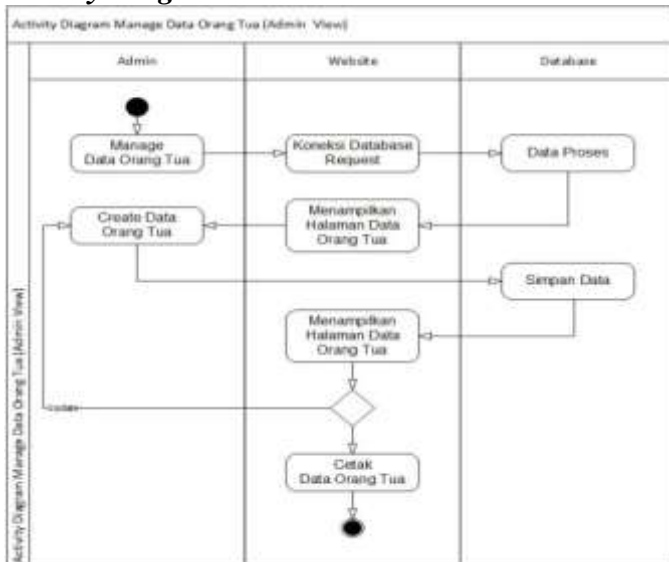 Activity Diagram Manage Data Orang Tua (Admin View)
Admin
Website
Database
Manage
Data Orang Tua
Koneksi Database
Request
Data Proses
Create Data
Orang Tua
Menampilkan
Halaman Data
Orang Tua
Simpan Data
Menampilkan
Halaman Data
Orang Tua
Cetak
Data Orang Tua
Activity Diagram Manage Data Orang Tua (Admin View)